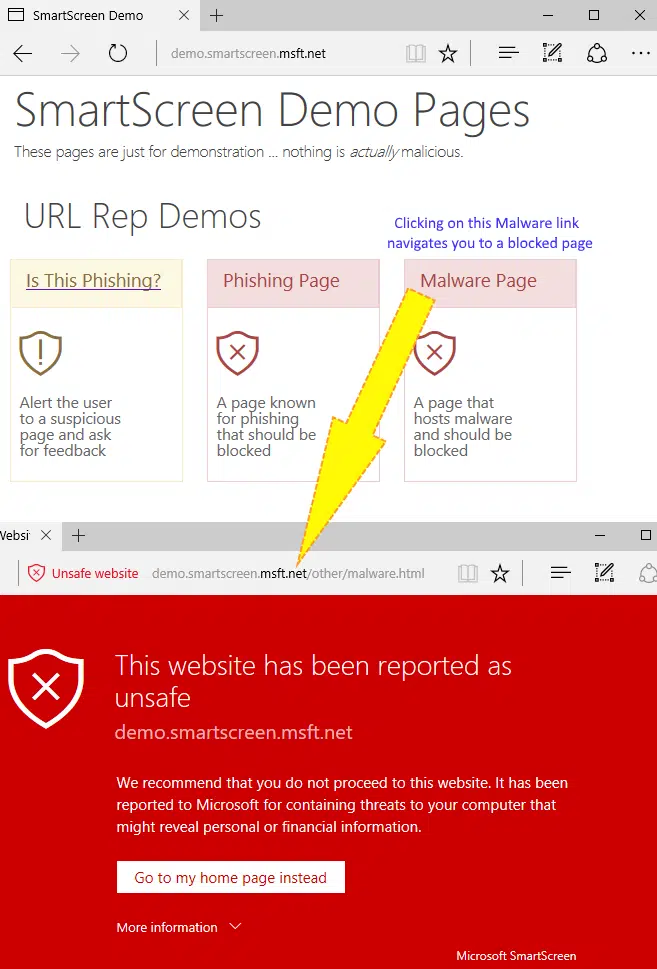 SmartScreen Demo
demo.smartscreen.msft.net
SmartScreen Demo Pages
These pages are just for demonstration ... nothing is actually malicious.
URL Rep Demos
Clicking on this Malware link
navigates you to a blocked page
Is This Phishing?
Alert the user
to a suspicious
page and ask
for feedback
Phishing Page
A page known
for phishing
that should be
blocked
Malware Page
A page that
hosts malware
and should be
blocked
Websi
Unsafe website demo.smartscreen.msft.net/other/malware.html
This website has been reported as
unsafe
demo.smartscreen.msft.net
We recommend that you do not proceed to this website. It has been
reported to Microsoft for containing threats to your computer that
might reveal personal or financial information.
Go to my home page instead
More information
Microsoft SmartScreen